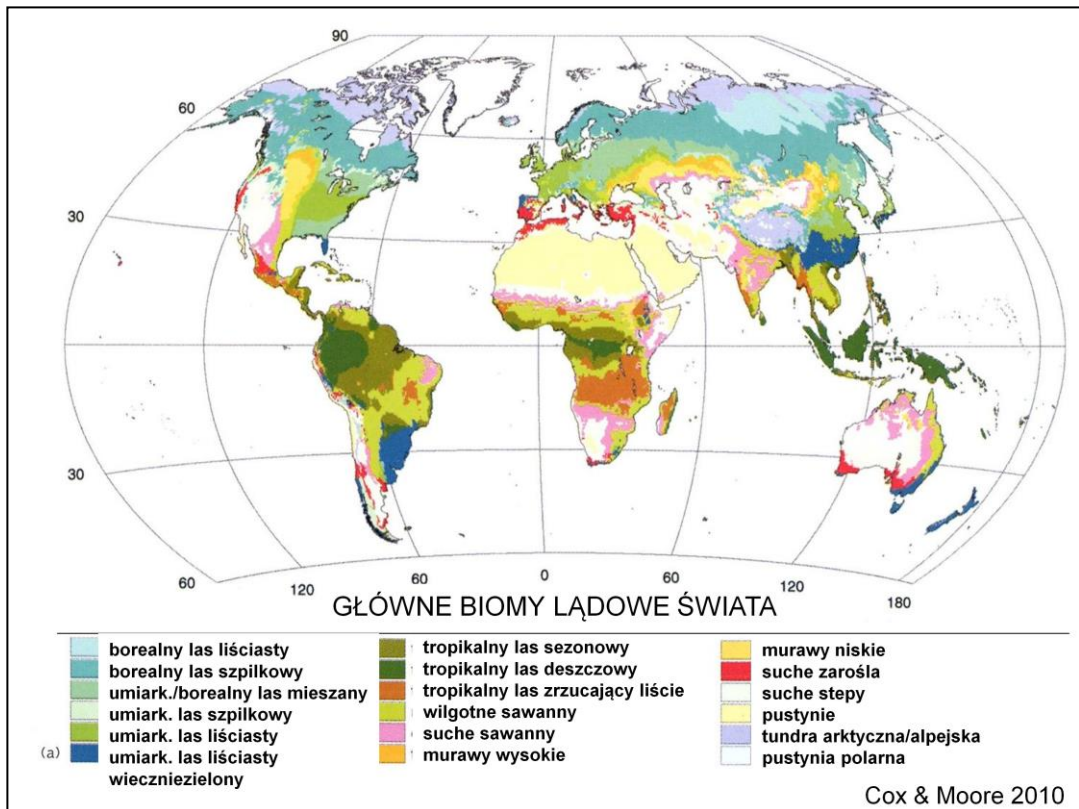 90
60
30
30
60
120
60
0
60
120
180
GŁÓWNE BIOMY LĄDOWE ŚWIATA
borealny las liściasty
borealny las szpilkowy
umiark./borealny las mieszany
umiark. las szpilkowy
umiark. las liściasty
umiark. las liściasty
wieczniezielony
(a)
tropikalny las sezonowy
tropikalny las deszczowy
tropikalny las zrzucający liście
wilgotne sawanny
suche sawanny
murawy wysokie
murawy niskie
suche zarośla
suche stepy
pustynie
tundra arktyczna/alpejska
pustynia polarna
Cox & Moore 2010